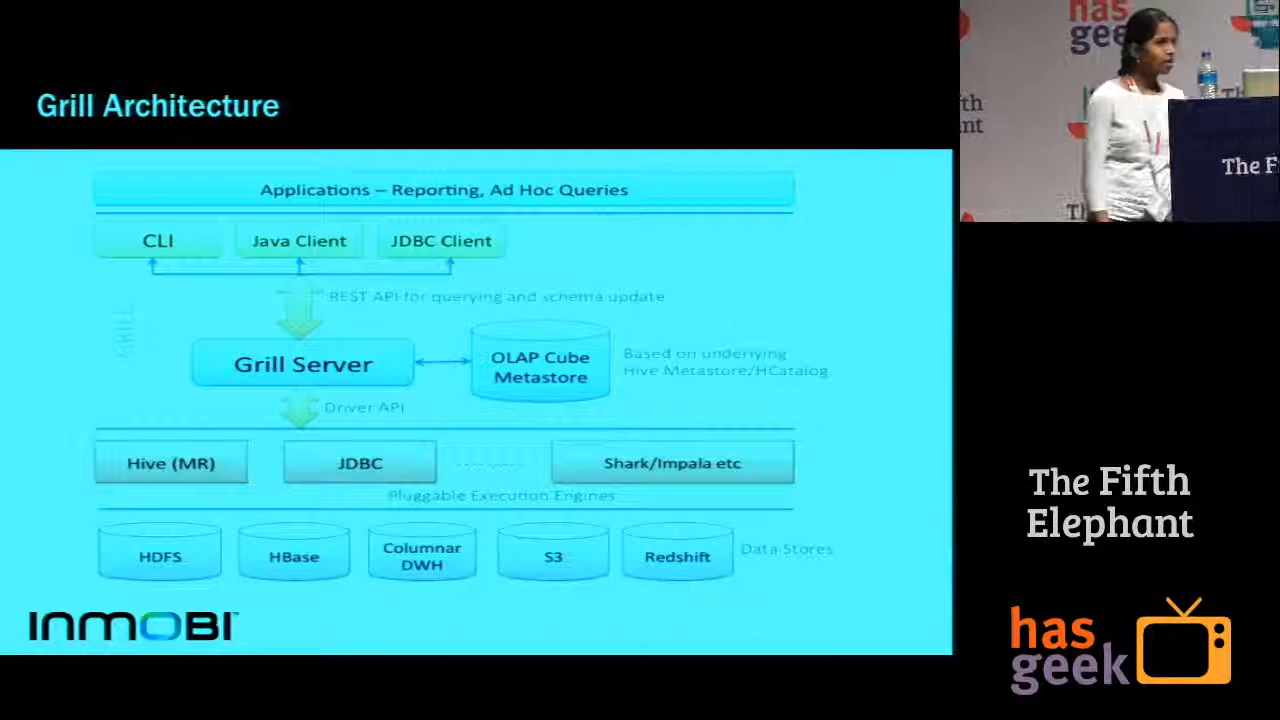 Grill Architecture
Applications – Reporting, Ad Hoc Queries
CLI
Java Client
JDBC Client
REST API for querying and schema update
GRILL
Grill Server
OLAP Cube
Metastore
Based on underlying
Hive Metastore/HCatalog
Driver API
Hive (MR)
JDBC
Shark/Impala etc
Pluggable Execution Engines
HDFS
HBase
Columnar
DWH
S3
Redshift
Data Stores
INMOBI
has
geek
The
The Fifth
Elephant
has
geek